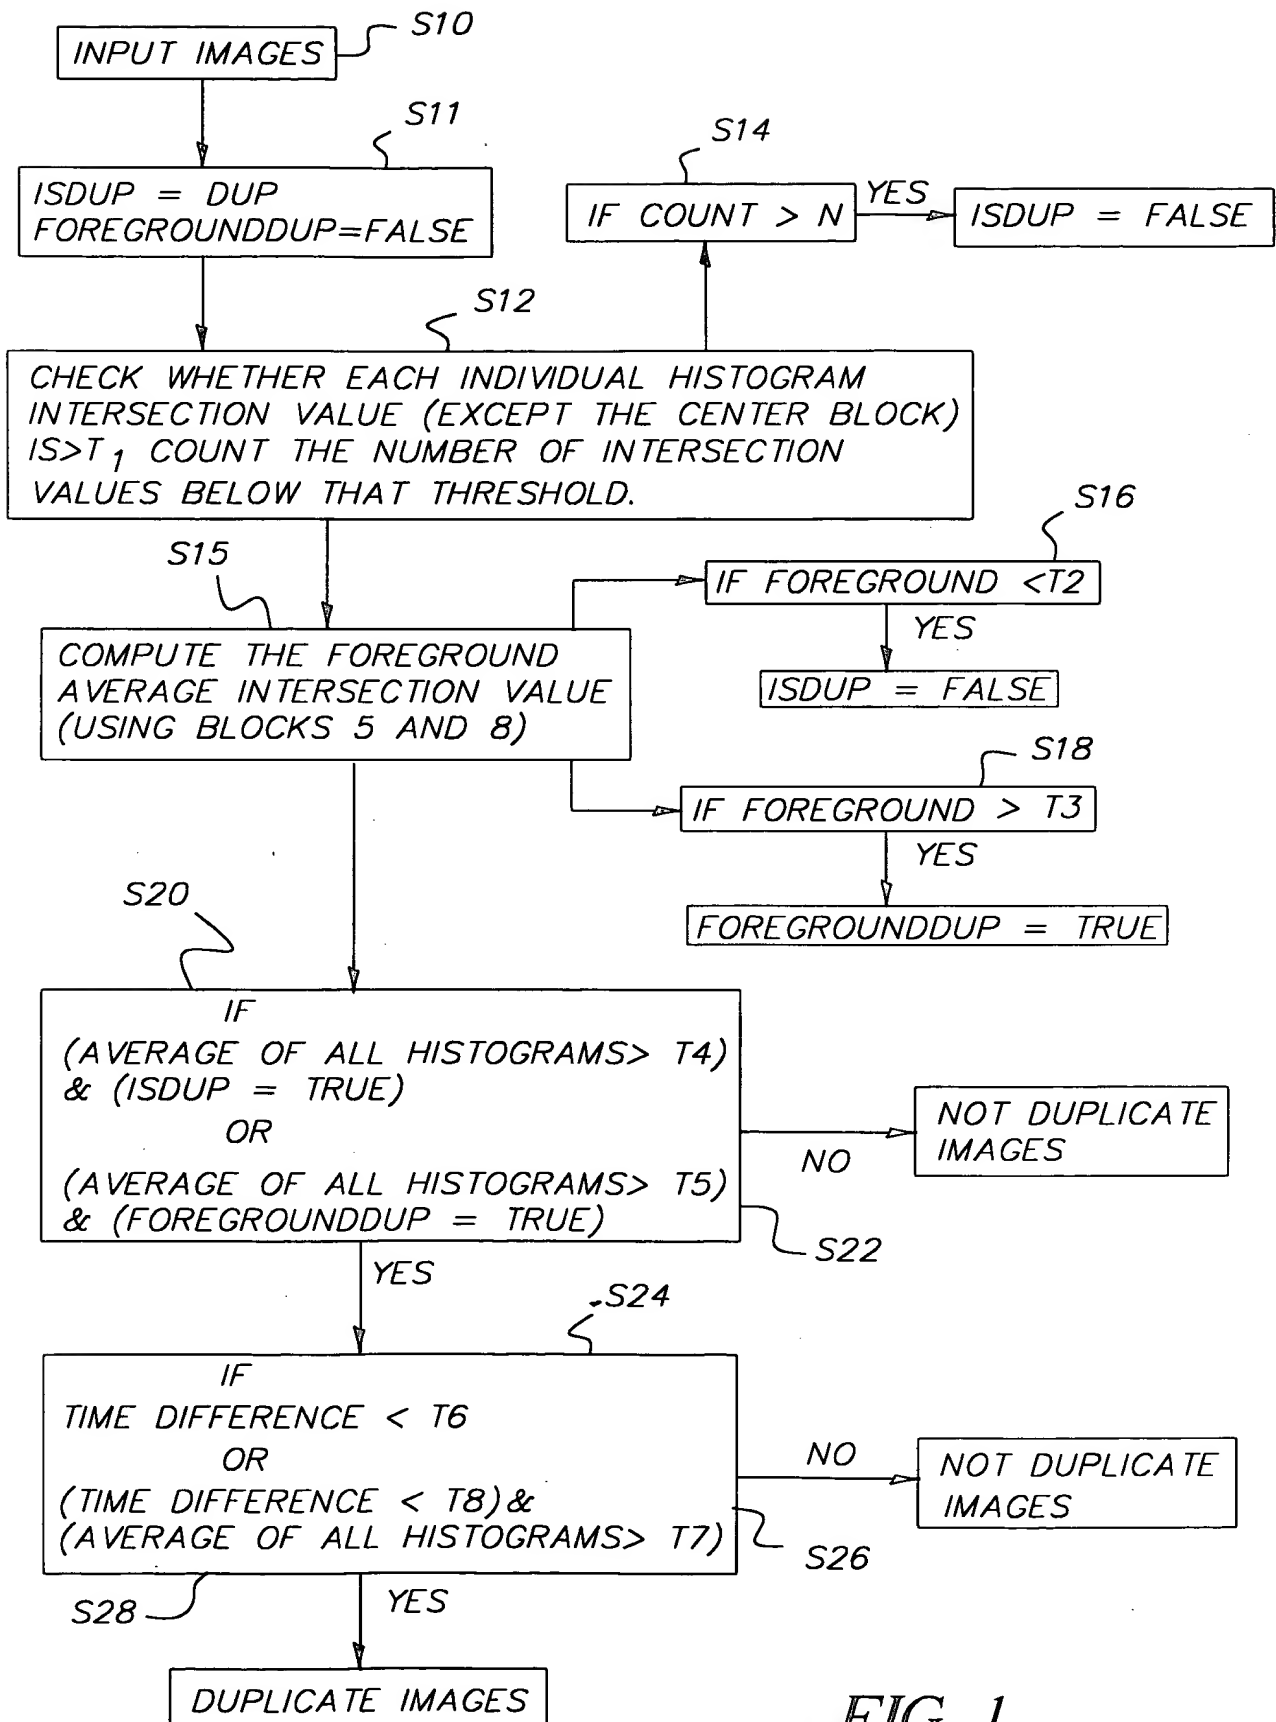 INPUT IMAGES
S10
S11
ISDUP = DUP
FOREGROUNDDUP=FALSE
S14
IF COUNT > N
YES
ISDUP = FALSE
S12
CHECK WHETHER EACH INDIVIDUAL HISTOGRAM
INTERSECTION VALUE (EXCEPT THE CENTER BLOCK)
IS>T1 COUNT THE NUMBER OF INTERSECTION
VALUES BELOW THAT THRESHOLD.
S15
COMPUTE THE FOREGROUND
AVERAGE INTERSECTION VALUE
(USING BLOCKS 5 AND 8)
S16
IF FOREGROUND <T2
YES
ISDUP = FALSE
S18
IF FOREGROUND > T3
YES
FOREGROUNDDUP = TRUE
S20
IF
(AVERAGE OF ALL HISTOGRAMS> T4)
& (ISDUP = TRUE)
OR
(AVERAGE OF ALL HISTOGRAMS> T5)
& (FOREGROUNDDUP = TRUE)
S22
NO
NOT DUPLICATE
IMAGES
YES
S24
IF
TIME DIFFERENCE < T6
OR
(TIME DIFFERENCE < T8)&
(AVERAGE OF ALL HISTOGRAMS> T7)
S26
NO
NOT DUPLICATE
IMAGES
S28
YES
DUPLICATE IMAGES
FIG. 1